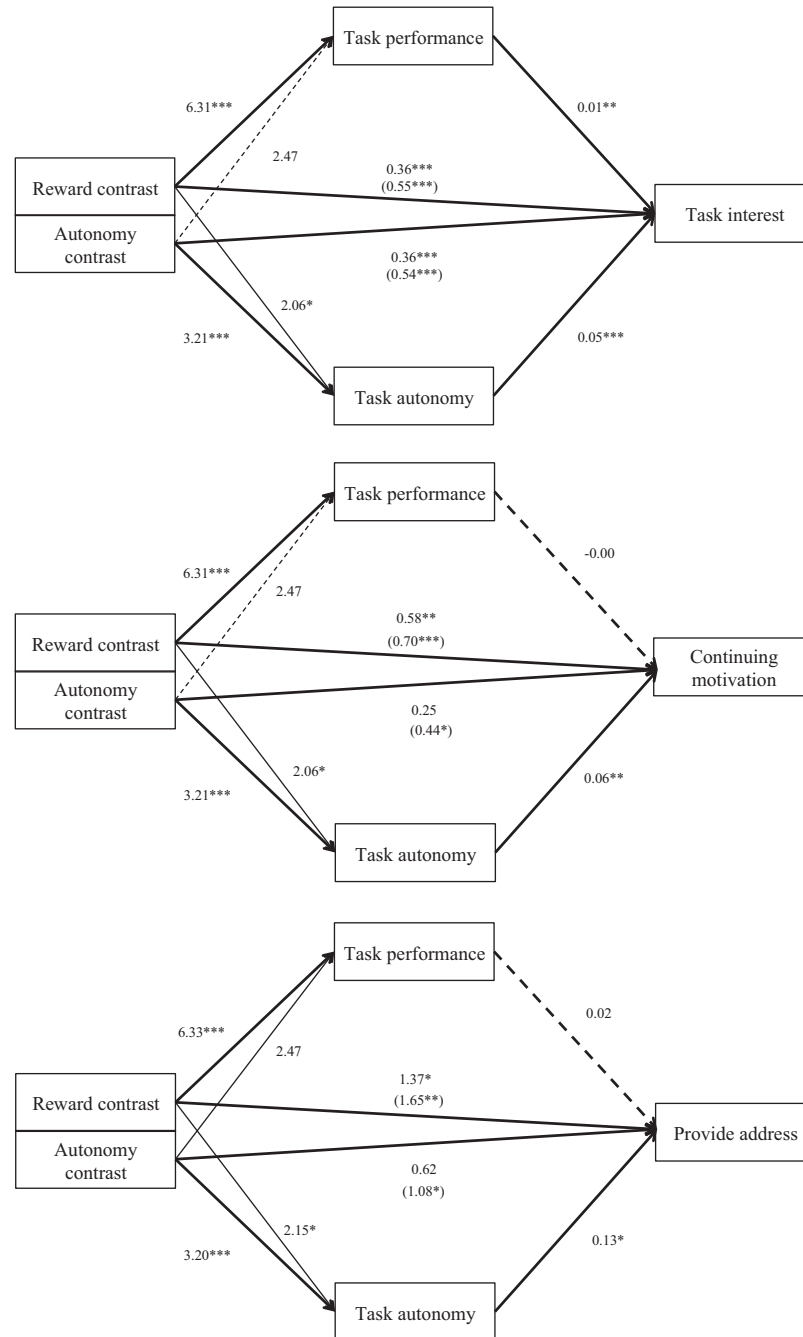 Task performance
6.31***
0.01**
2.47
0.36***
(0.55***)
Reward contrast
Autonomy
contrast
Task interest
0.36***
(0.54***)
2.06*
3.21***
0.05***
Task autonomy
Task performance
-0.00
6.31***
2.47
0.58**
(0.70***)
Reward contrast
Autonomy
contrast
Continuing
motivation
0.25
(0.44*)
2.06*
3.21***
0.06**
Task autonomy
Task performance
0.02
6.33***
2.47
1.37*
(1.65**)
Reward contrast
Autonomy
contrast
Provide address
0.62
(1.08*)
2.15*
3.20***
0.13*
Task autonomy